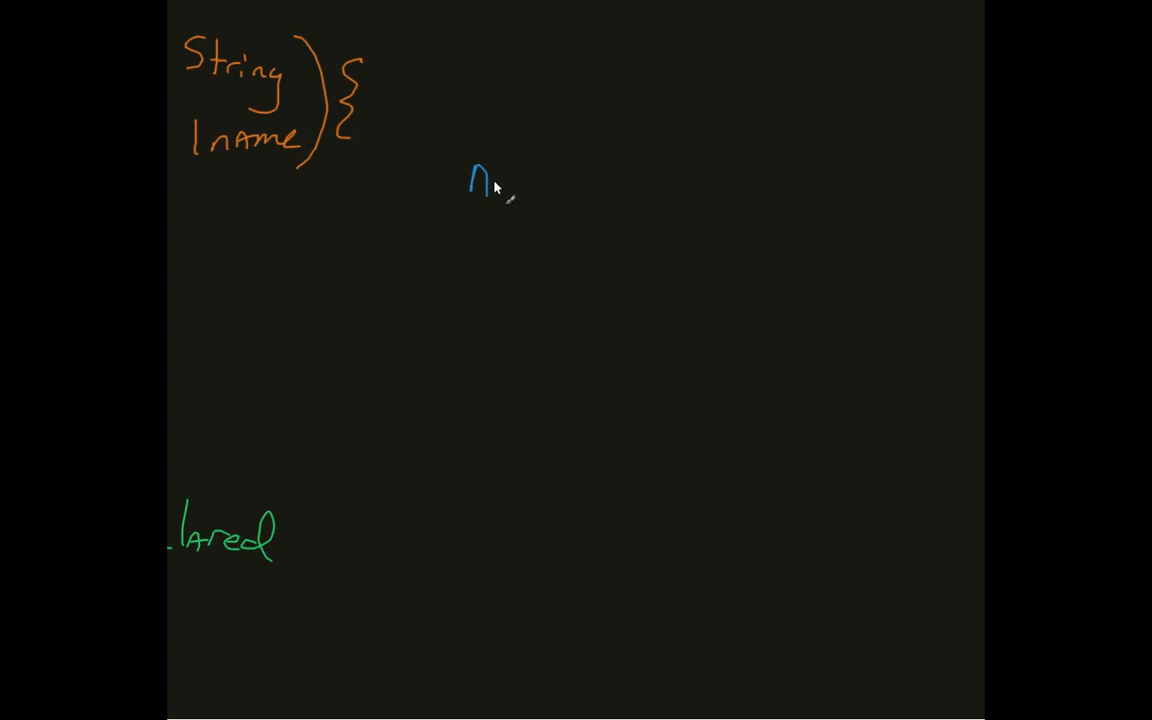 String ) {
lname
n
lared